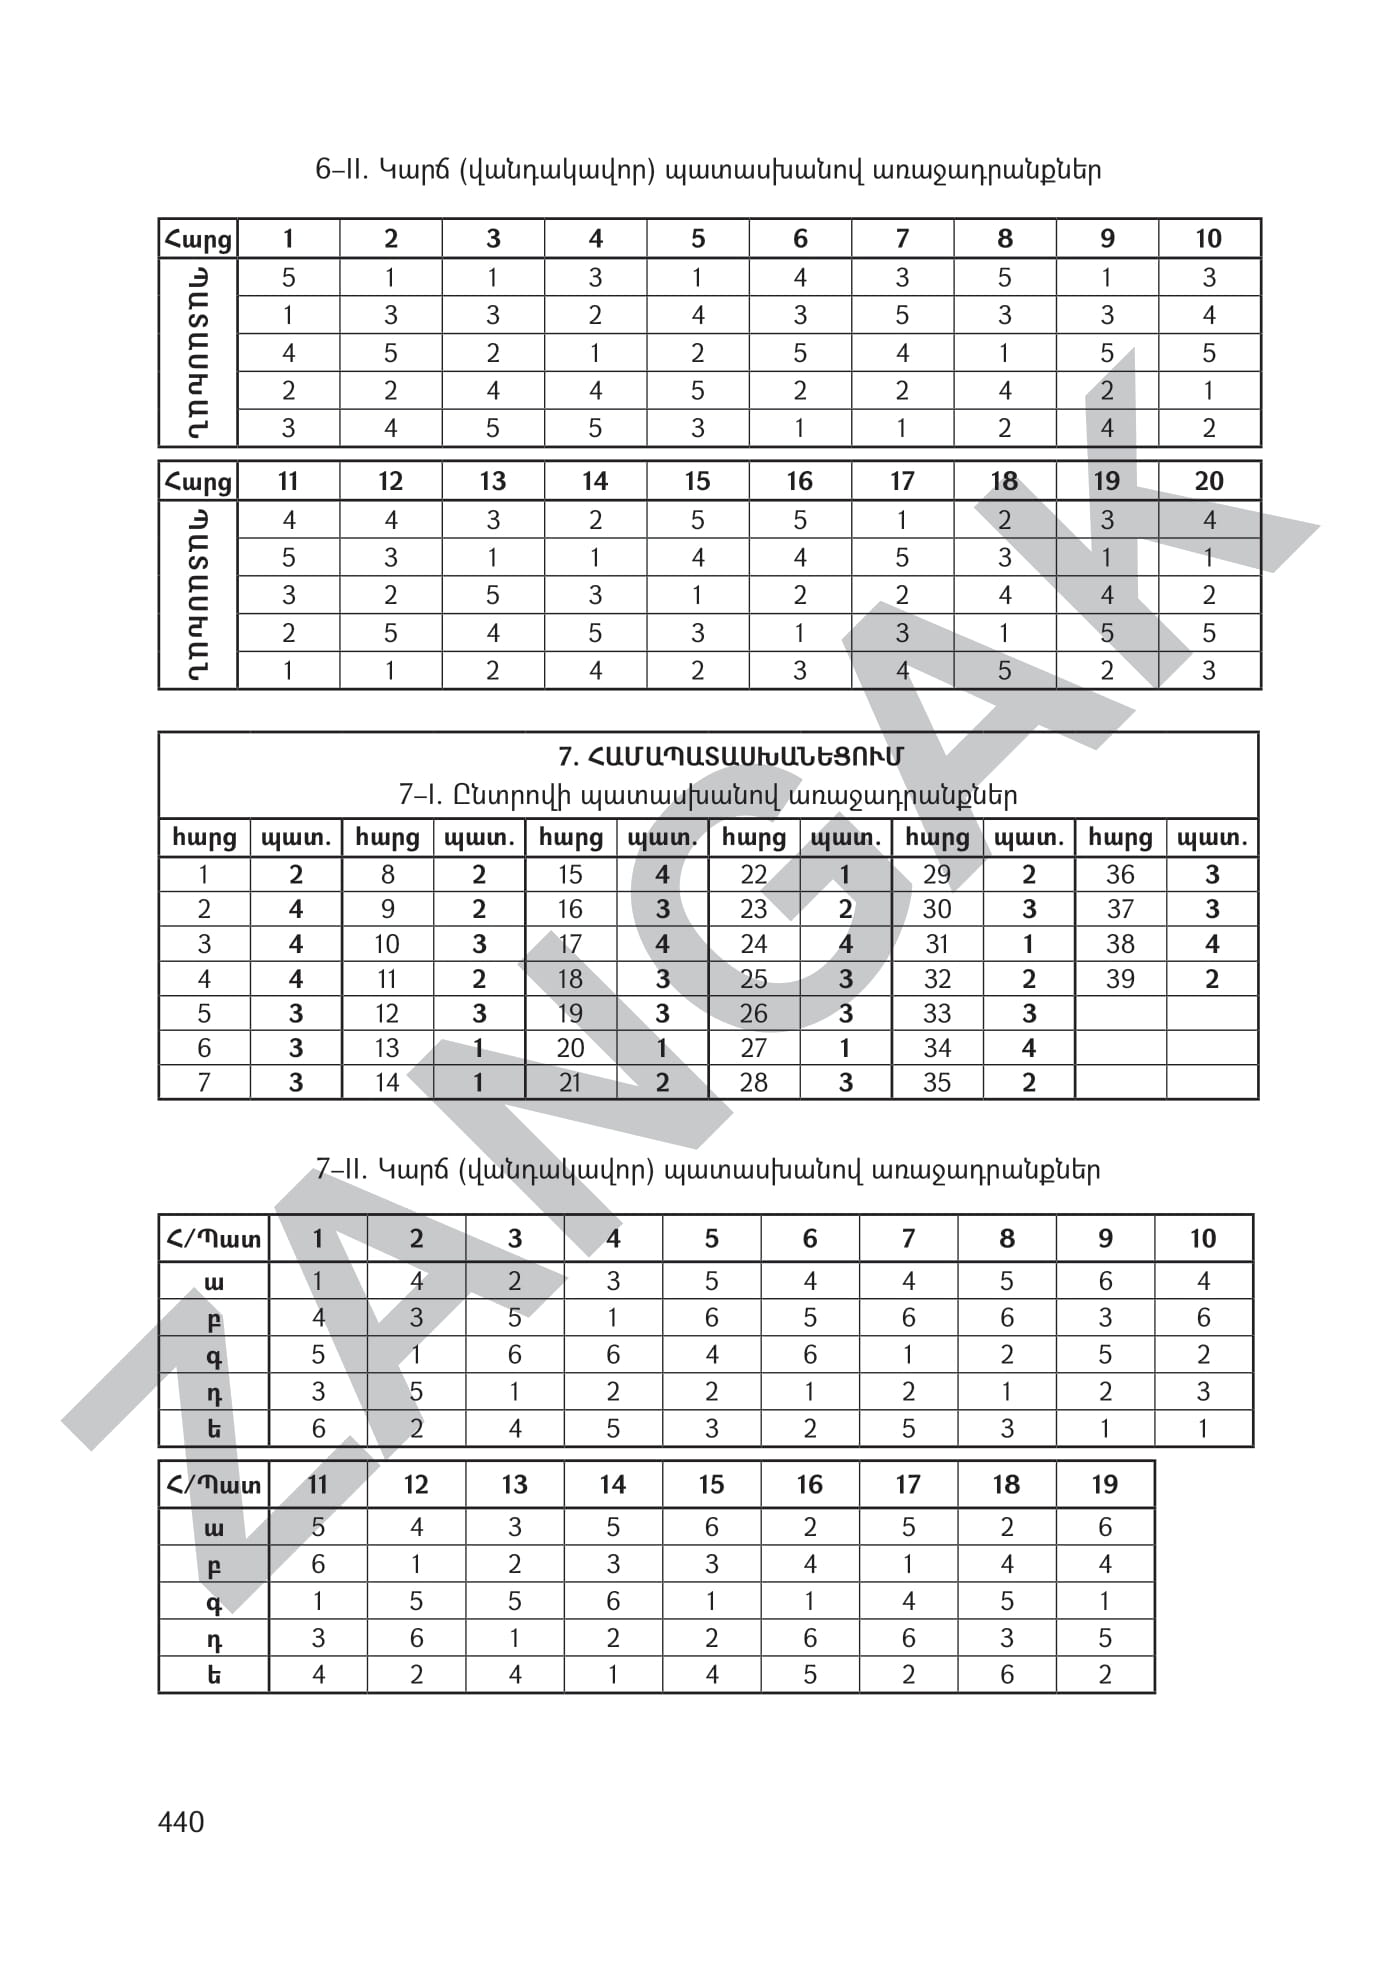 6–II. Կարճ (վանդակավոր) պատասխանով առաջադրանքներ
Հարց 1 2 3 4 5 6 7 8 9 10
Պատասխան
5 1 1 3 1 4 3 5 1 3
1 3 3 2 4 3 5 3 3 4
4 5 2 1 2 5 4 1 5 5
2 2 4 4 5 2 2 4 2 1
3 4 5 5 3 1 1 2 4 2
Հարց 11 12 13 14 15 16 17 18 19 20
Պատասխան
4 4 3 2 5 5 1 2 3 4
5 3 1 1 4 4 5 3 1 1
3 2 5 3 1 2 2 4 4 2
2 5 4 5 3 1 3 1 5 5
1 1 2 4 2 3 4 5 2 3
7. ՀԱՄԱՊԱՏԱՍԽԱՆԵՑՈՒՄ
7–I. Ընտրովի պատասխանով առաջադրանքներ
հարց պատ. հարց պատ. հարց պատ. հարց պատ. հարց պատ. հարց պատ.
1 2 8 2 15 4 22 1 29 2 36 3
2 4 9 2 16 3 23 2 30 3 37 3
3 4 10 3 17 4 24 4 31 1 38 4
4 4 11 2 18 3 25 3 32 2 39 2
5 3 12 3 19 3 26 3 33 3
6 3 13 1 20 1 27 1 34 4
7 3 14 1 21 2 28 3 35 2
7–II. Կարճ (վանդակավոր) պատասխանով առաջադրանքներ
Հ/Պատ 1 2 3 4 5 6 7 8 9 10
ա 1 4 2 3 5 4 4 5 6 4
բ 4 3 5 1 6 5 6 6 3 6
գ 5 1 6 6 4 6 1 2 5 2
դ 3 5 1 2 2 1 2 1 2 3
ե 6 2 4 5 3 2 5 3 1 1
Հ/Պատ 11 12 13 14 15 16 17 18 19
ա 5 4 3 5 6 2 5 2 6
բ 6 1 2 3 3 4 1 4 4
գ 1 5 5 6 1 1 4 5 1
դ 3 6 1 2 2 6 6 3 5
ե 4 2 4 1 4 5 2 6 2
440
ZANGAK